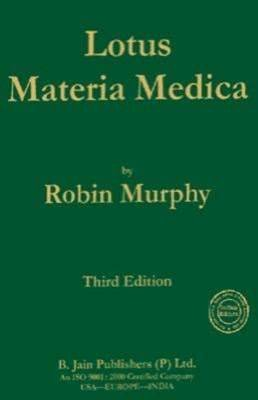 Lotus
Materia Medica
by
Robin Murphy
Third Edition
B. Jain Publishers (P) Ltd.
An ISO 9001 : 2000 Certified Company
USA—EUROPE—INDIA